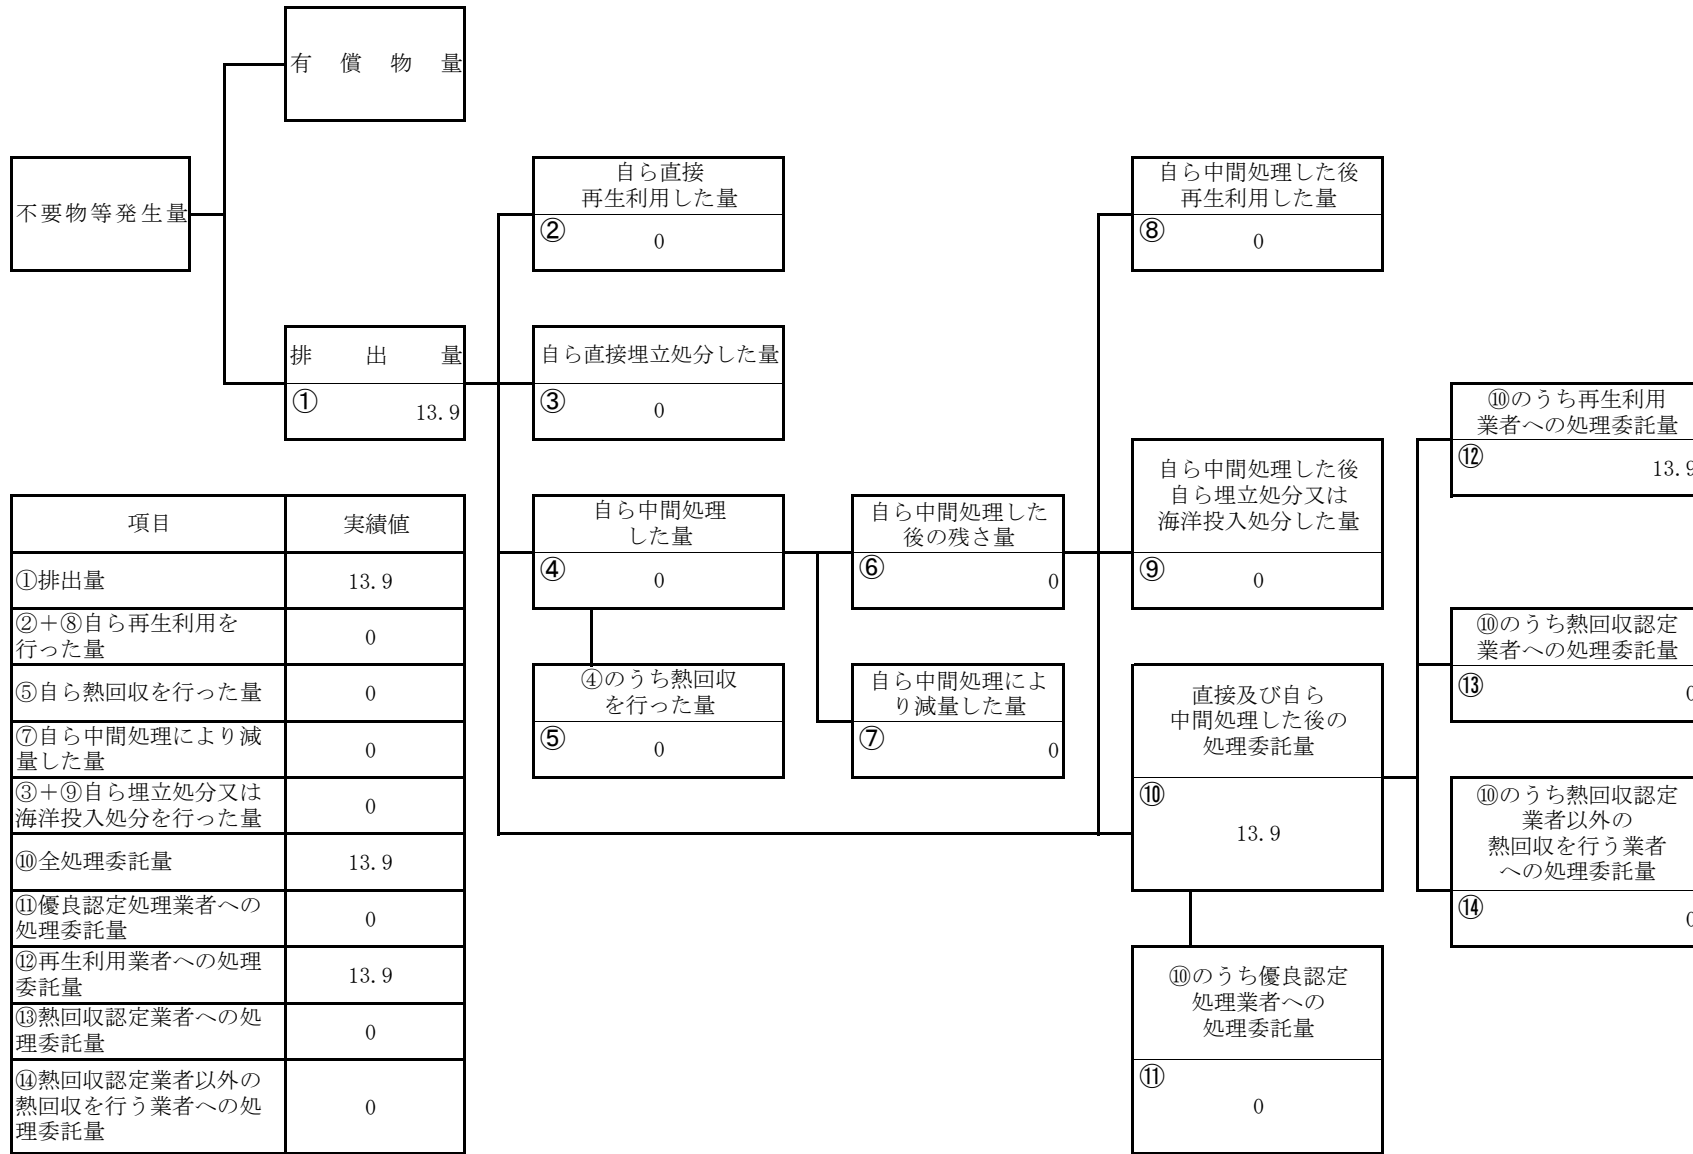 有償物量
不要物等発生量
自ら直接
再生利用した量
②
0
自ら中間処理した後
再生利用した量
⑧
0
排出量
①
13.9
自ら直接埋立処分した量
③
0
⑩のうち再生利用
業者への処理委託量
⑫
13.9
自ら中間処理した後
自ら埋立処分又は
海洋投入処分した量
⑨
0
自ら中間処理
した量
④
0
自ら中間処理した
後の残さ量
⑥
0
④のうち熱回収
を行った量
⑤
0
自ら中間処理によ
り減量した量
⑦
0
直接及び自ら
中間処理した後の
処理委託量
⑩
13.9
⑩のうち熱回収認定
業者への処理委託量
⑬
0
⑩のうち熱回収認定
業者以外の
熱回収を行う業者
への処理委託量
⑭
0
⑩のうち優良認定
処理業者への
処理委託量
⑪
0
項目 実績値
①排出量 13.9
②+⑧自ら再生利用を
行った量 0
⑤自ら熱回収を行った量 0
⑦自ら中間処理により減
量した量 0
③+⑨自ら埋立処分又は
海洋投入処分を行った量 0
⑩全処理委託量 13.9
⑪優良認定処理業者への
処理委託量 0
⑫再生利用業者への処理
委託量 13.9
⑬熱回収認定業者への処
理委託量 0
⑭熱回収認定業者以外の
熱回収を行う業者への処
理委託量 0